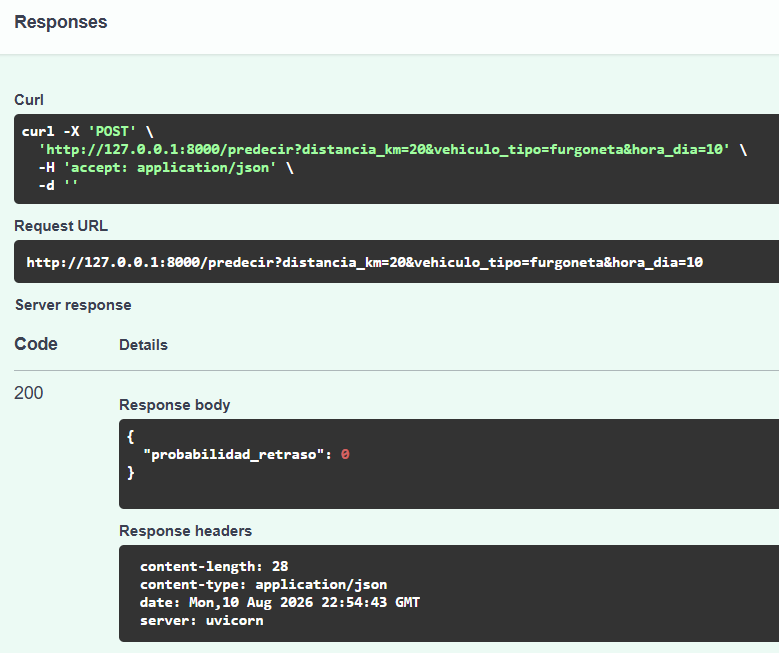 Responses
Curl
curl -X 'POST' \
  'http://127.0.0.1:8000/predecir?distancia_km=20&vehiculo_tipo=furgoneta&hora_dia=10' \
  -H 'accept: application/json' \
  -d ''
Request URL
http://127.0.0.1:8000/predecir?distancia_km=20&vehiculo_tipo=furgoneta&hora_dia=10
Server response
Code Details
200
Response body
{
  "probabilidad_retraso": 0
}
Response headers
content-length: 28
content-type: application/json
date: Mon,10 Aug 2026 22:54:43 GMT
server: uvicorn